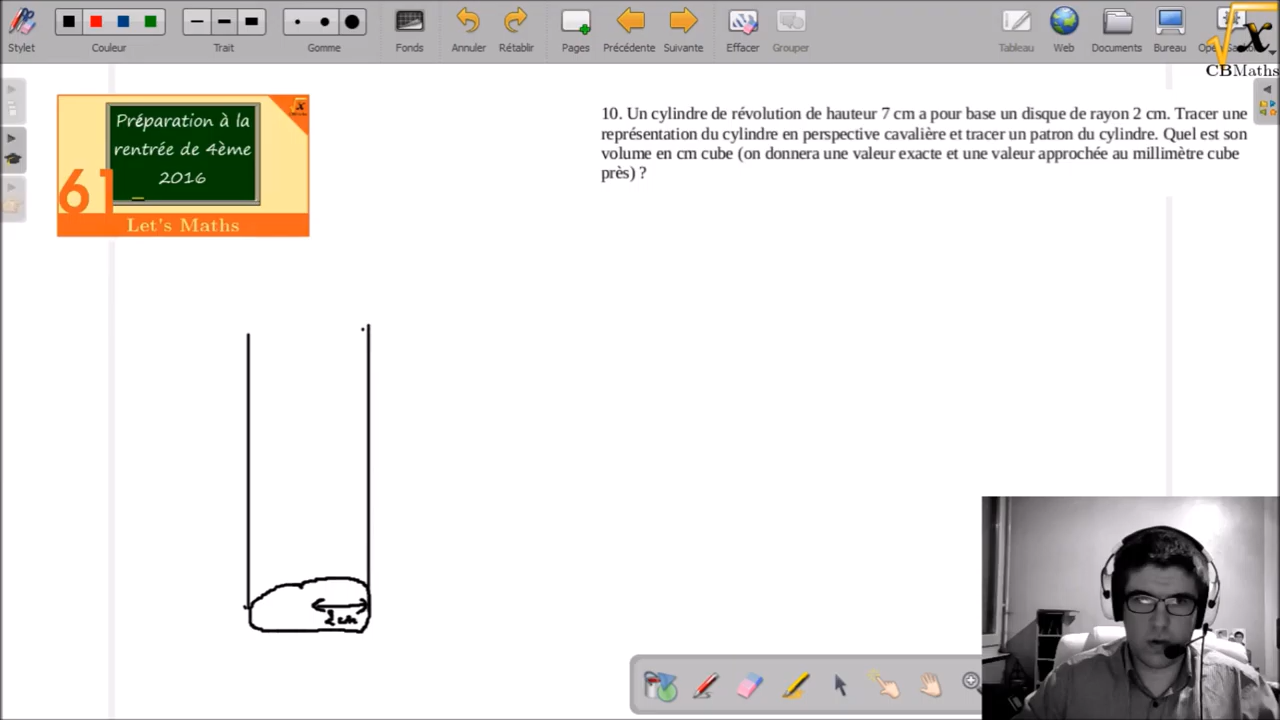 Stylet
Couleur
Trait
Gomme
Fonds
Annuler
Rétablir
Pages
Précédente
Suivante
Effacer
Grouper
Tableau
Web
Documents
Bureau
CBMaths
Préparation à la
rentrée de 4ème
2016
61
Let's Maths
10. Un cylindre de révolution de hauteur 7 cm a pour base un disque de rayon 2 cm. Tracer une
représentation du cylindre en perspective cavalière et tracer un patron du cylindre. Quel est son
volume en cm cube (on donnera une valeur exacte et une valeur approchée au millimètre cube
près) ?
2cm